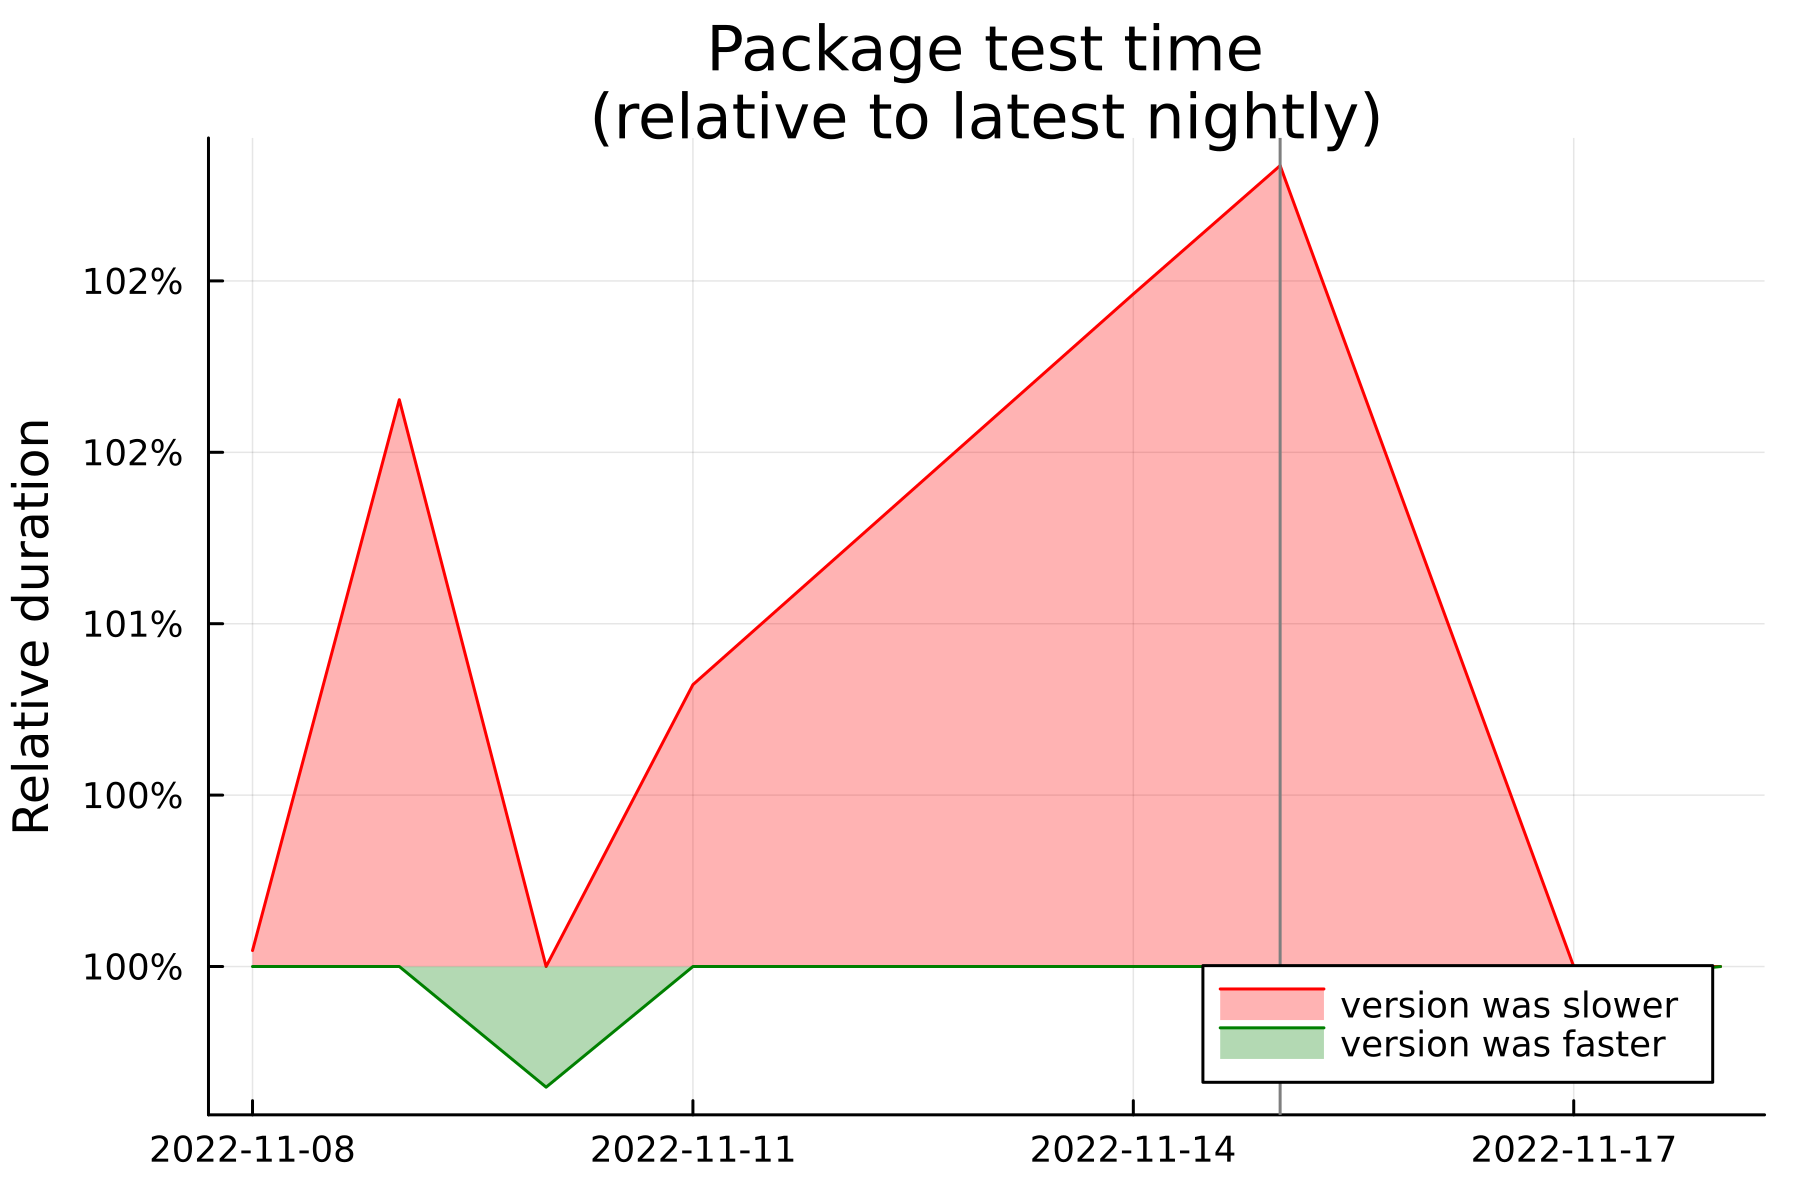 Package test time
(relative to latest nightly)
Relative duration
102%
102%
101%
100%
100%
2022-11-08
2022-11-11
2022-11-14
2022-11-17
version was slower
version was faster